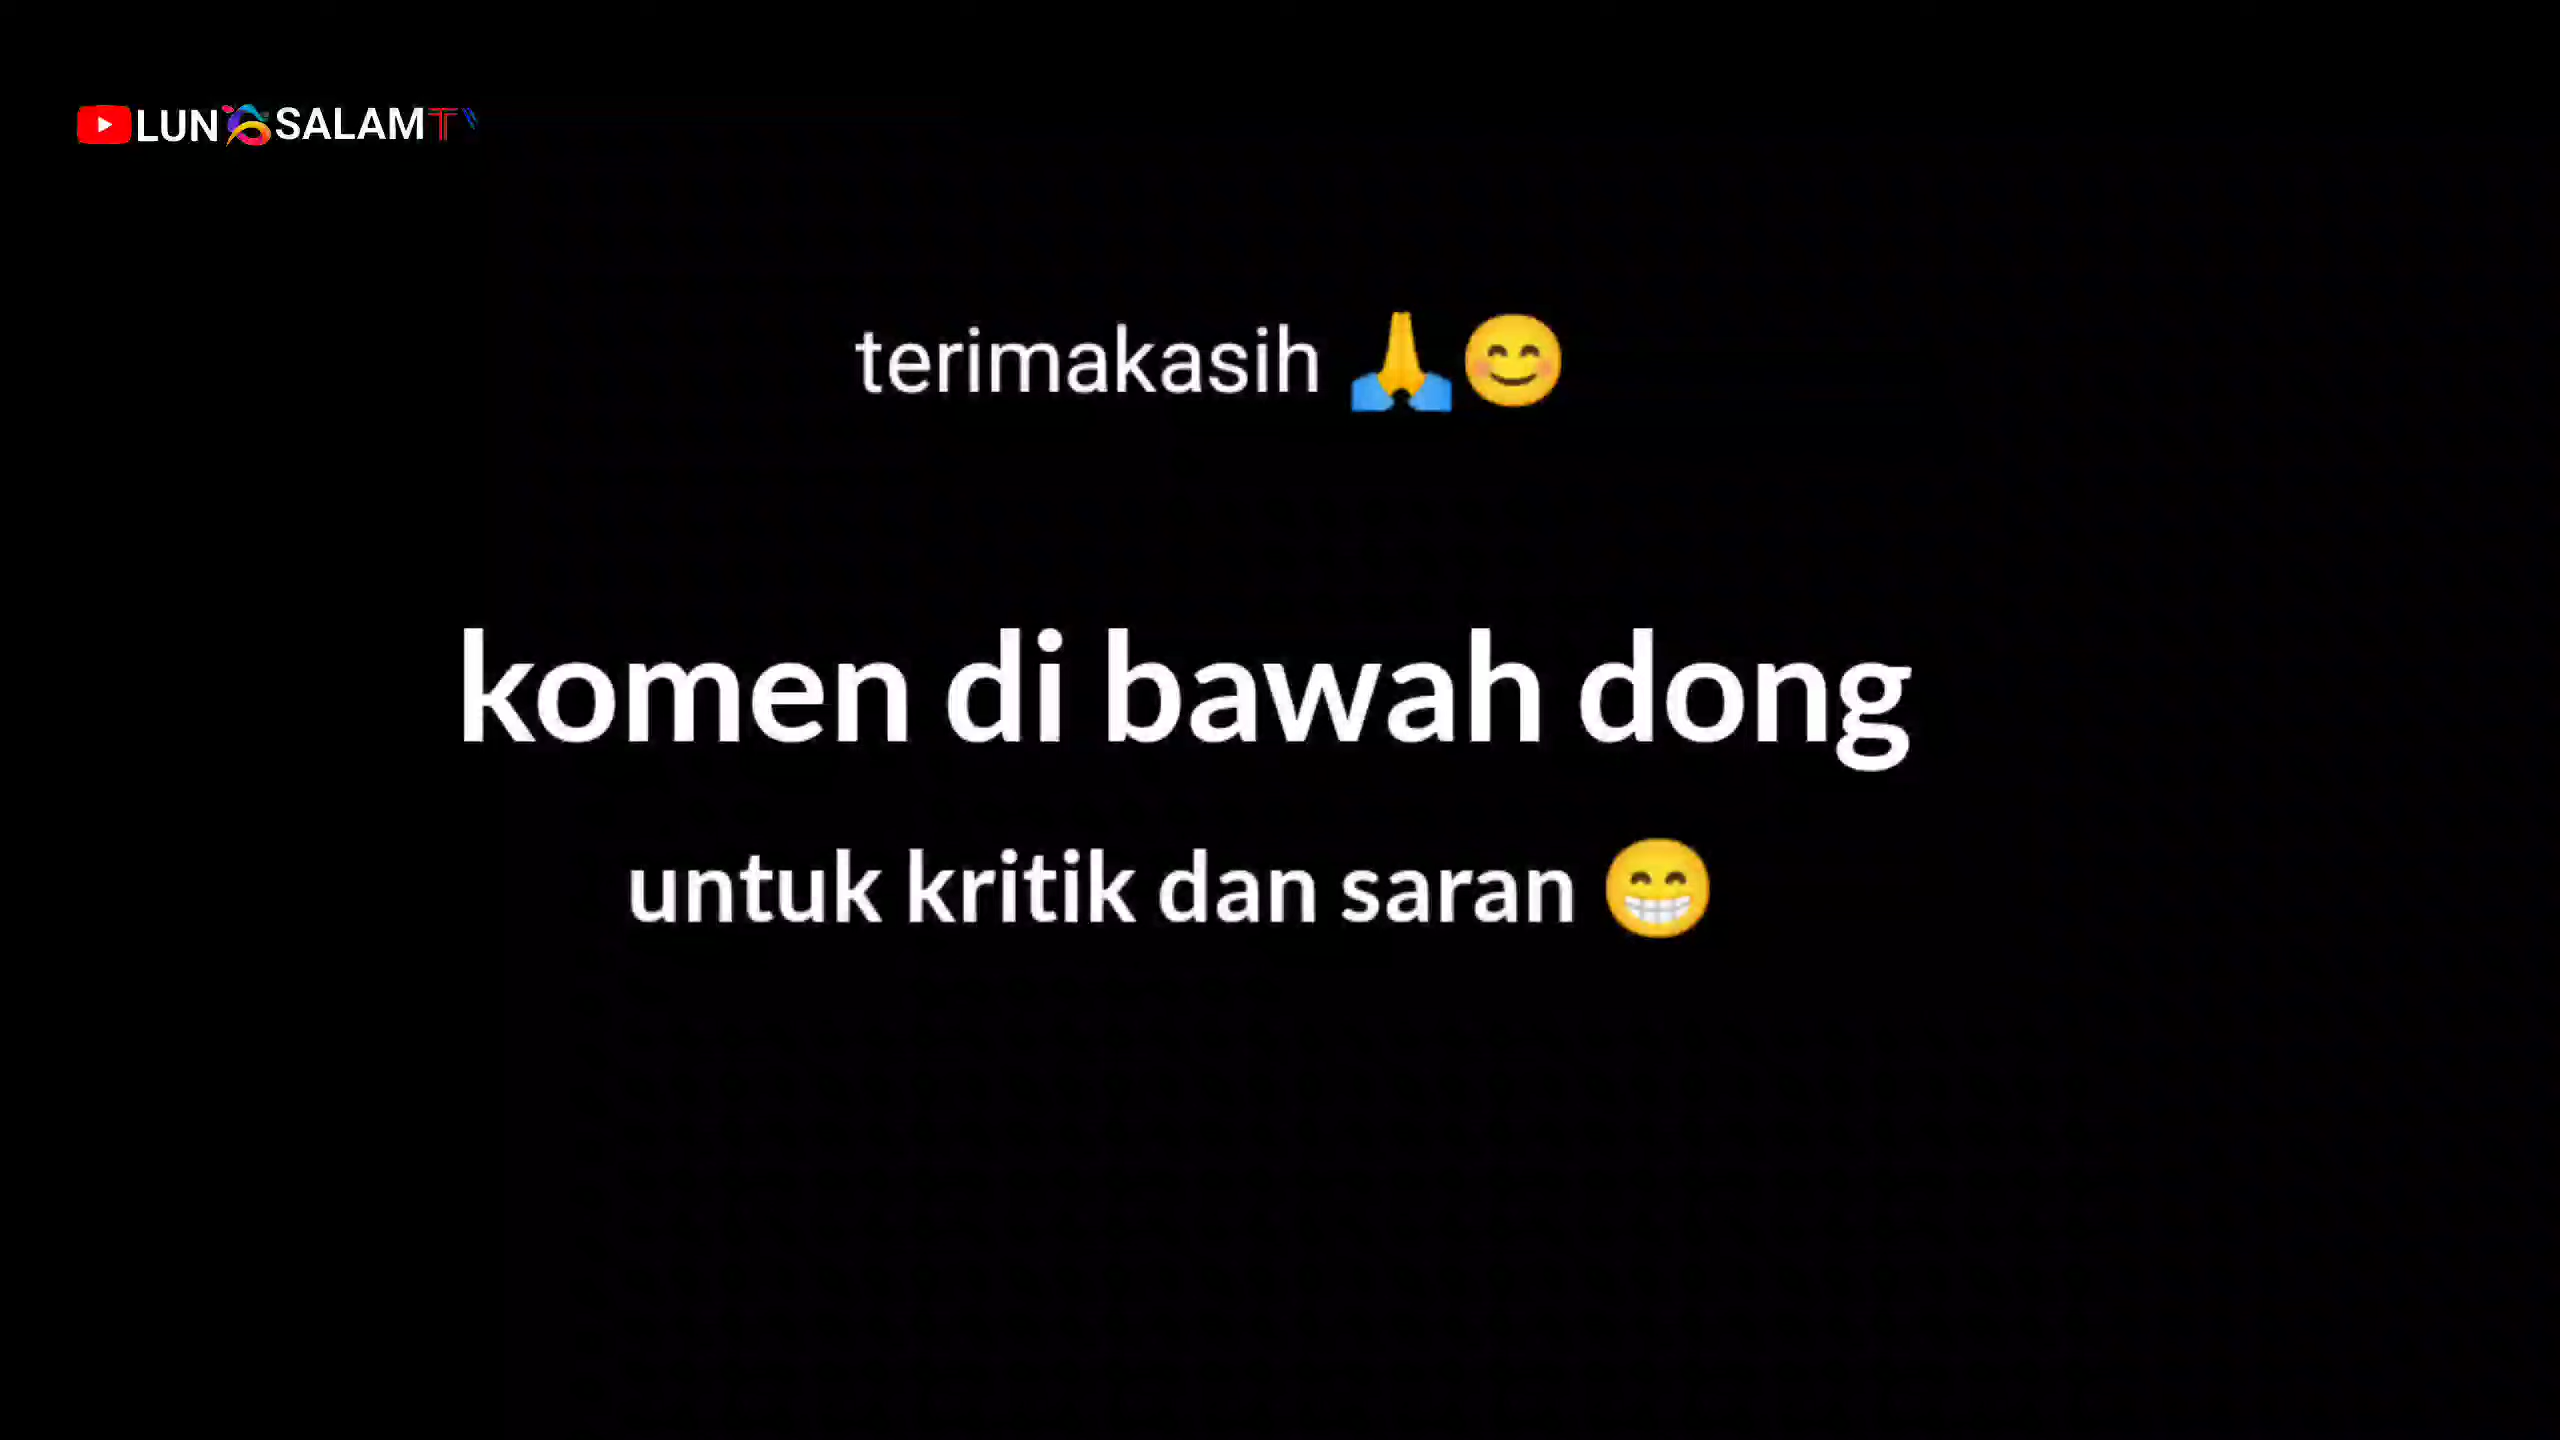 LUNASALAMTV
terimakasih 🙏😊
komen di bawah dong
untuk kritik dan saran 😁